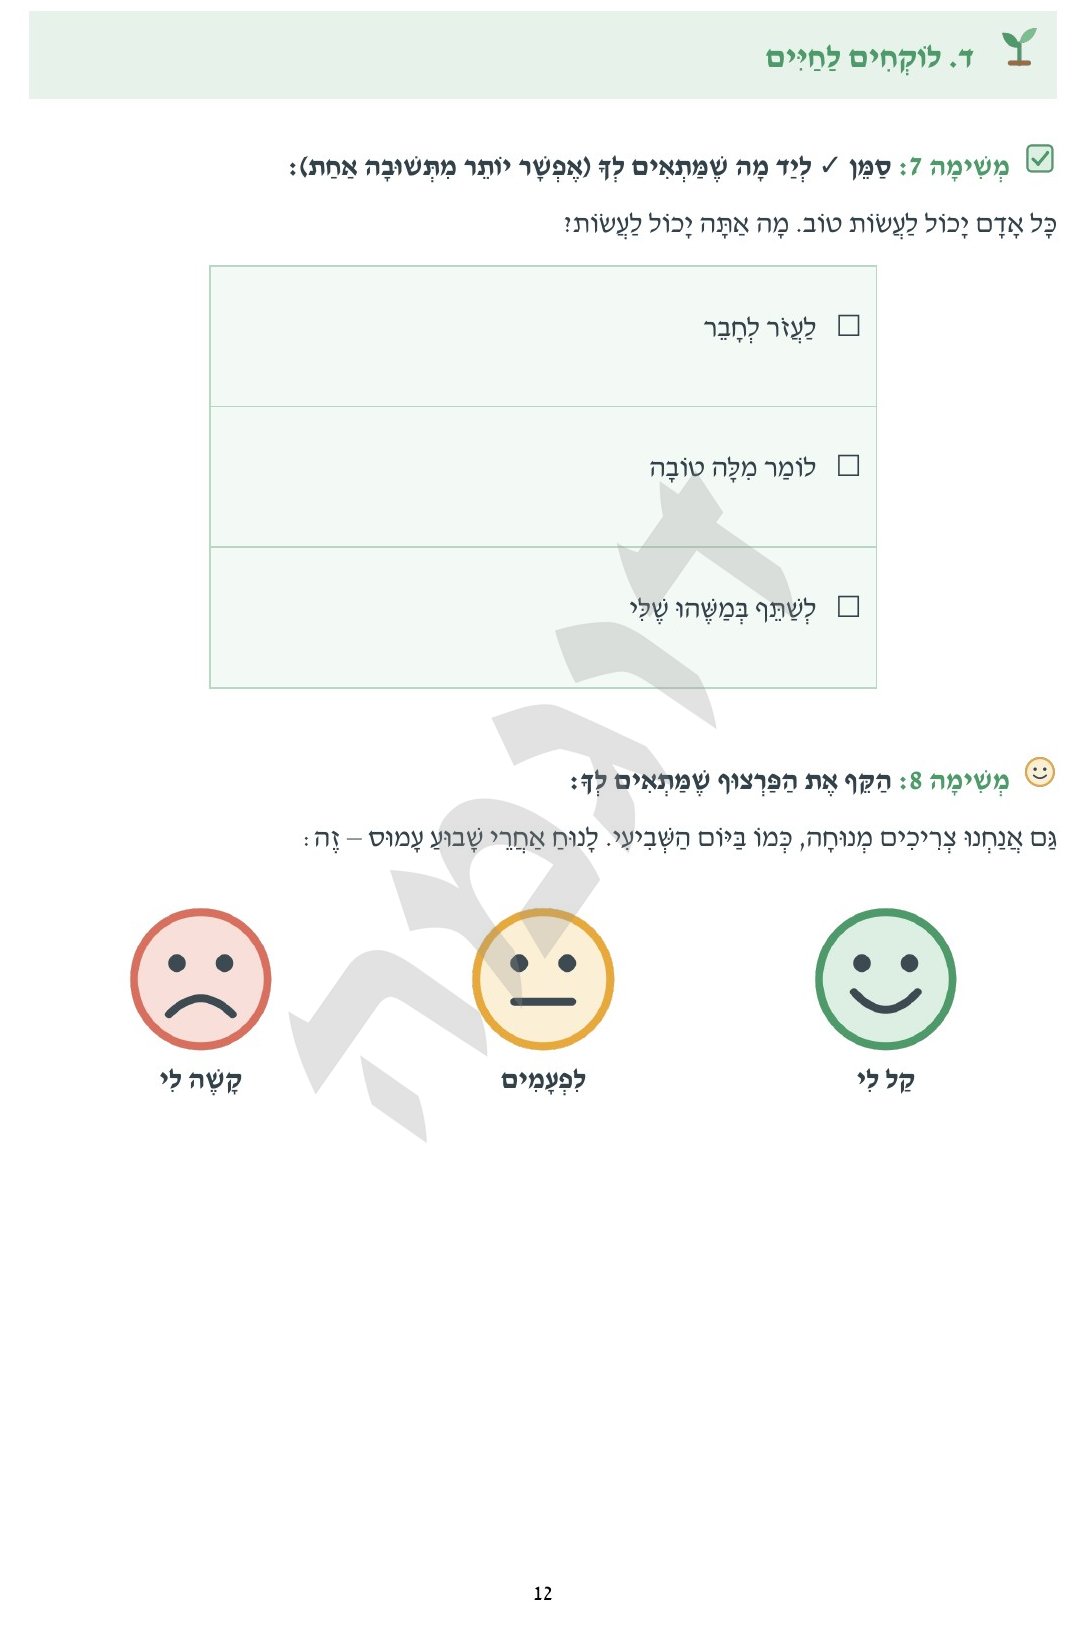 ד. לוֹקְחִים לַחַיִּים
מְשִׂימָה 7: סַמֵּן ✓ לְיַד מָה שֶׁמַּתְאִים לְךָ (אֶפְשָׁר יוֹתֵר מִתְּשׁוּבָה אַחַת):
כָּל אָדָם יָכוֹל לַעֲשׂוֹת טוֹב. מָה אַתָּה יָכוֹל לַעֲשׂוֹת?
☐ לַעֲזֹר לְחָבֵר
☐ לוֹמַר מִלָּה טוֹבָה
☐ לְשַׁתֵּף בְּמַשֶּׁהוּ שֶׁלִּי
מְשִׂימָה 8: הַקֵּף אֶת הַפַּרְצוּף שֶׁמַּתְאִים לְךָ:
גַּם אֲנַחְנוּ צְרִיכִים מְנוּחָה, כְּמוֹ בַּיּוֹם הַשְּׁבִיעִי. לָנוּחַ אַחֲרֵי שָׁבוּעַ עָמוּס – זֶה:
קַל לִי
לִפְעָמִים
קָשֶׁה לִי
דוגמה
12